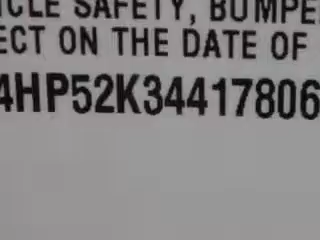 ICLE SAFETY, BUMPE
ECT ON THE DATE OF
4HP52K34417806